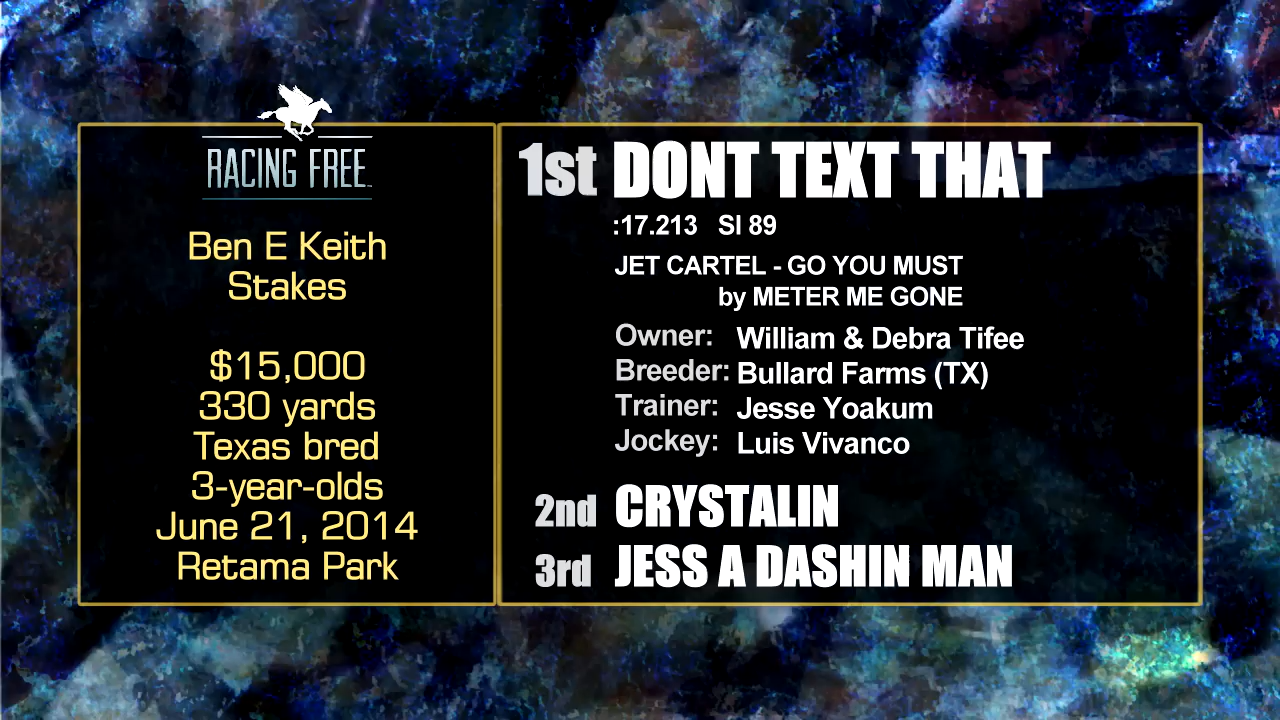 RACING FREE
Ben E Keith
Stakes
$15,000
330 yards
Texas bred
3-year-olds
June 21, 2014
Retama Park
1st DONT TEXT THAT
:17.213 SI 89
JET CARTEL - GO YOU MUST
by METER ME GONE
Owner: William & Debra Tifee
Breeder: Bullard Farms (TX)
Trainer: Jesse Yoakum
Jockey: Luis Vivanco
2nd CRYSTALIN
3rd JESS A DASHIN MAN